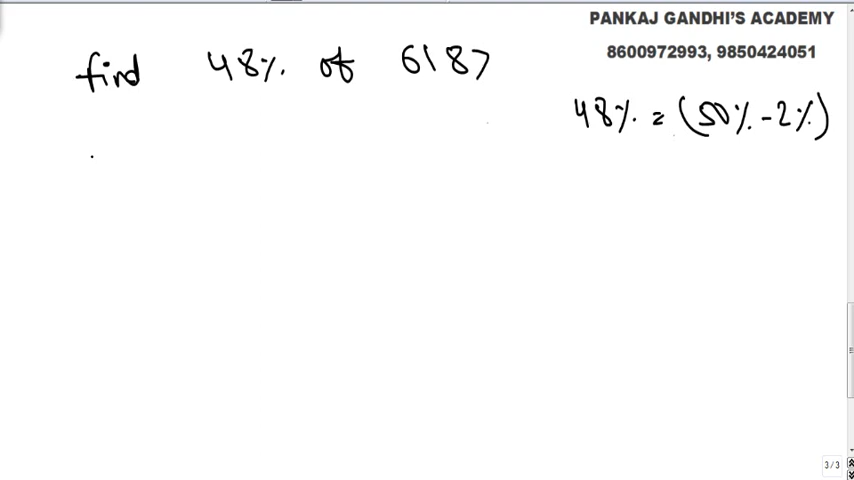 PANKAJ GANDHI'S ACADEMY
8600972993, 9850424051
find 48% of 6187
48% = (50% - 2%)
3 / 3